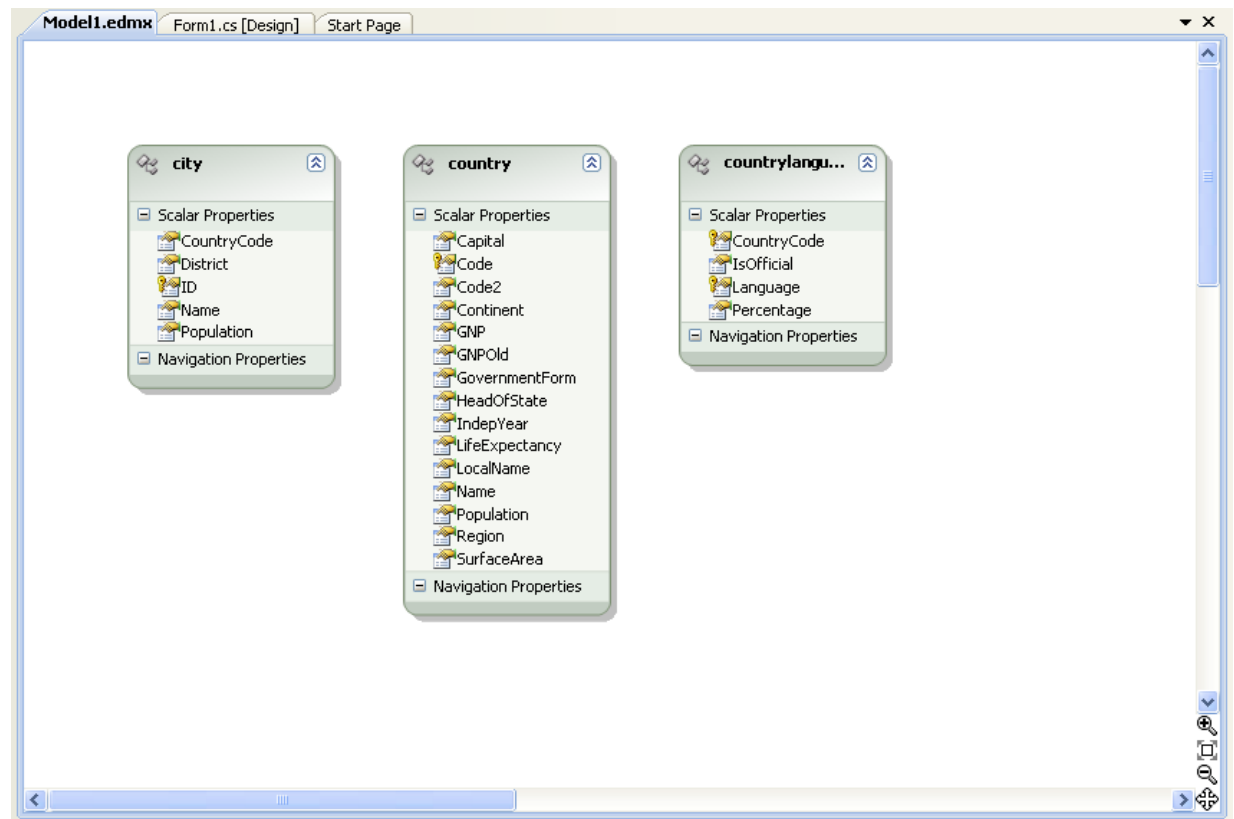 Model1.edmx Form1.cs [Design] Start Page
city
Scalar Properties
CountryCode
District
ID
Name
Population
Navigation Properties
country
Scalar Properties
Capital
Code
Code2
Continent
GNP
GNPOld
GovernmentForm
HeadOfState
IndepYear
LifeExpectancy
LocalName
Name
Population
Region
SurfaceArea
Navigation Properties
countrylangu...
Scalar Properties
CountryCode
IsOfficial
Language
Percentage
Navigation Properties